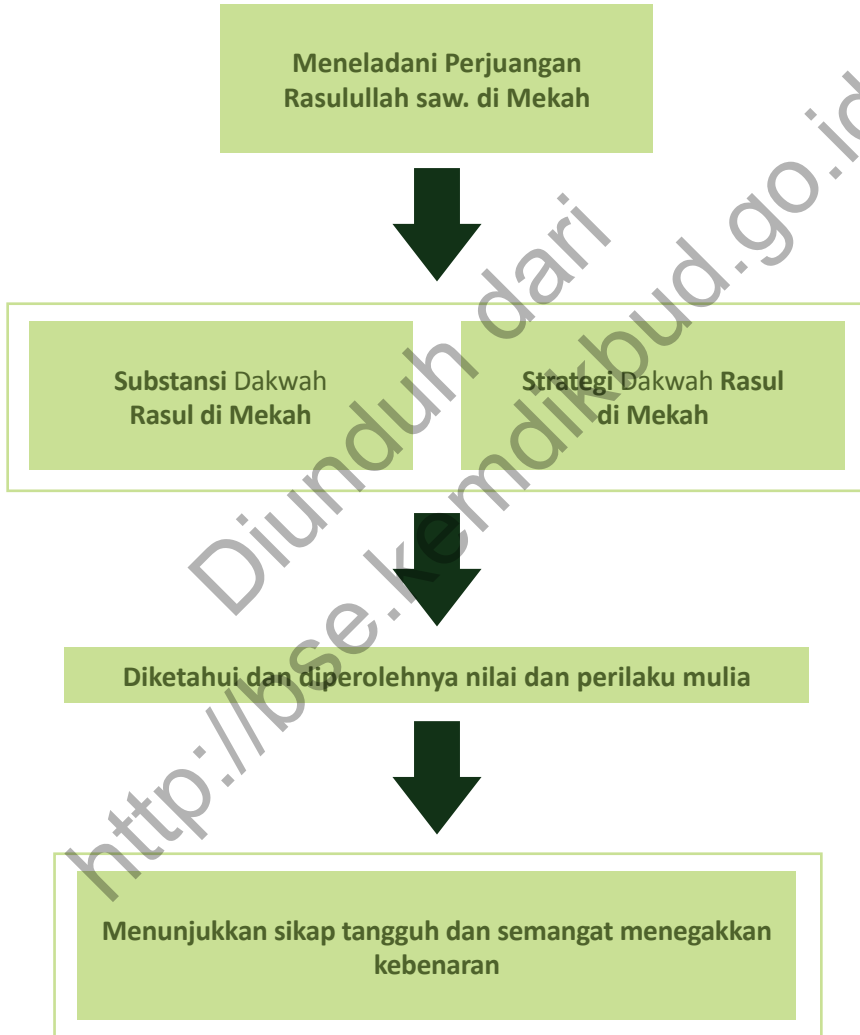 Meneladani Perjuangan
Rasulullah saw. di Mekah
Substansi Dakwah
Rasul di Mekah
Strategi Dakwah Rasul
di Mekah
Diketahui dan diperolehnya nilai dan perilaku mulia
Menunjukkan sikap tangguh dan semangat menegakkan
kebenaran
Diunduh dari
http://bse.kemdikbud.go.id